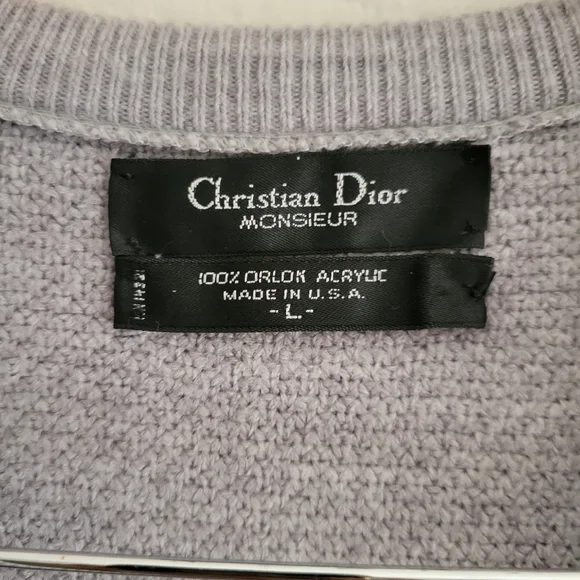 Christian Dior
MONSIEUR
100% ORLON ACRYLIC
MADE IN U.S.A.
- L. -